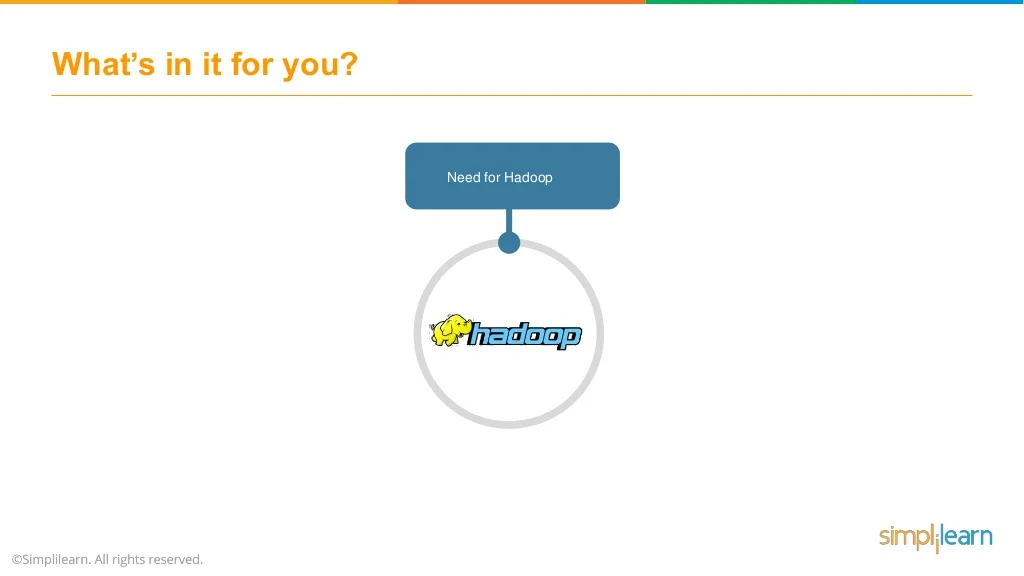 What’s in it for you?
Need for Hadoop
hadoop
simplilearn
©Simplilearn. All rights reserved.